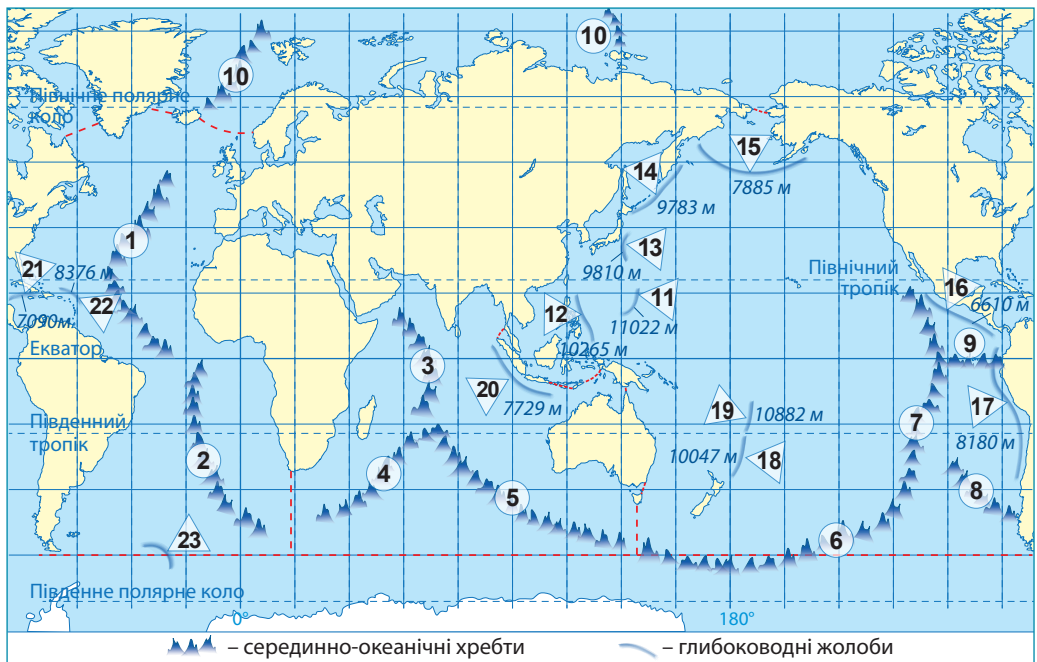 10
10
Північне полярне
коло
15
7885 м
14
9783 м
1
13
9810 м
21
8376 м
22
7090м
Північний
тропік
16
6610 м
11
11022 м
12
10265 м
Екватор
9
3
20
7729 м
17
8180 м
19
10882 м
7
Південний
тропік
10047 м
18
2
4
5
8
6
23
Південне полярне коло
0°
180°
– серединно-океанічні хребти
– глибоководні жолоби